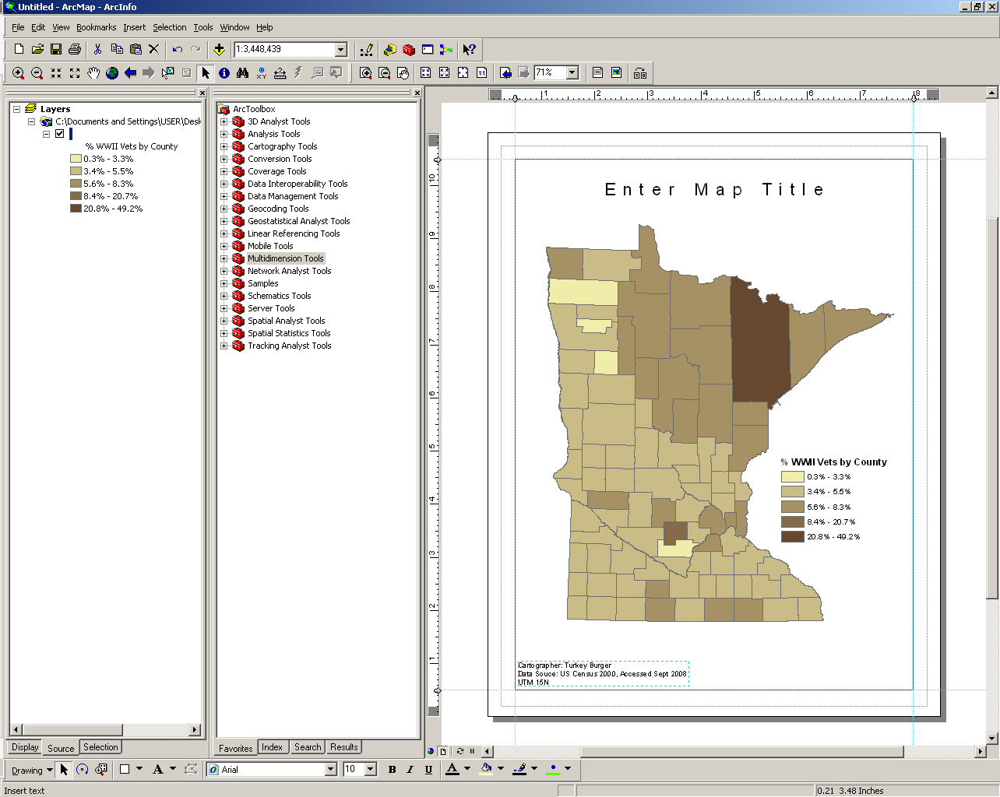 Untitled - ArcMap - ArcInfo
File Edit View Bookmarks Insert Selection Tools Window Help
1:3,448,439
71%
Layers
C:\Documents and Settings\USER\Desk
% WWII Vets by County
0.3% - 3.3%
3.4% - 5.5%
5.6% - 8.3%
8.4% - 20.7%
20.8% - 49.2%
Display Source Selection
ArcToolbox
3D Analyst Tools
Analysis Tools
Cartography Tools
Conversion Tools
Coverage Tools
Data Interoperability Tools
Data Management Tools
Geocoding Tools
Geostatistical Analyst Tools
Linear Referencing Tools
Mobile Tools
Multidimension Tools
Network Analyst Tools
Samples
Schematics Tools
Server Tools
Spatial Analyst Tools
Spatial Statistics Tools
Tracking Analyst Tools
Favorites Index Search Results
1 2 3 4 5 6 7 8
10
9
8
7
6
5
4
3
2
1
Enter Map Title
% WWII Vets by County
0.3% - 3.3%
3.4% - 5.5%
5.6% - 8.3%
8.4% - 20.7%
20.8% - 49.2%
Cartographer: Turkey Burger
Data Souce: US Census 2000, Accessed Sept 2008
UTM 15N
Drawing A Arial 10 B I U A
Insert text 0.21 3.48 Inches